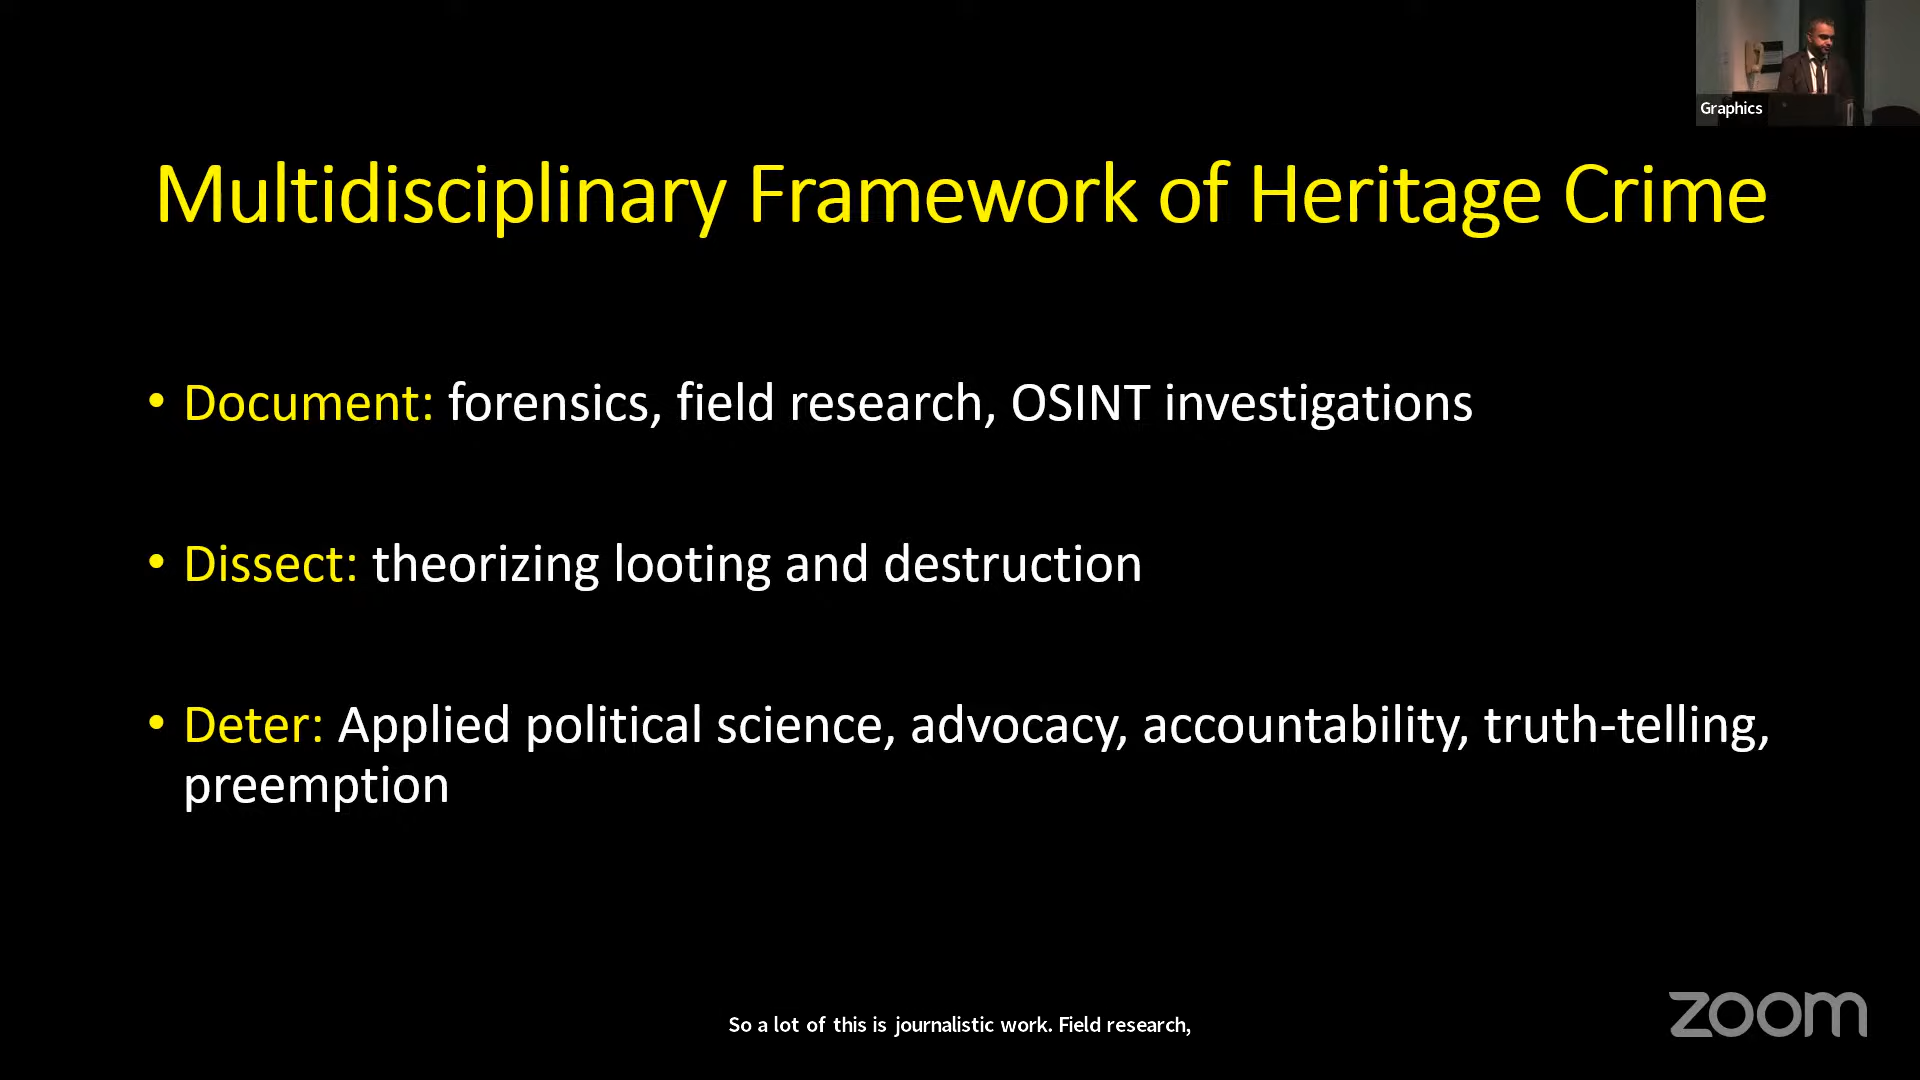 Graphics
Multidisciplinary Framework of Heritage Crime
• Document: forensics, field research, OSINT investigations
• Dissect: theorizing looting and destruction
• Deter: Applied political science, advocacy, accountability, truth-telling,
preemption
So a lot of this is journalistic work. Field research,
zoom